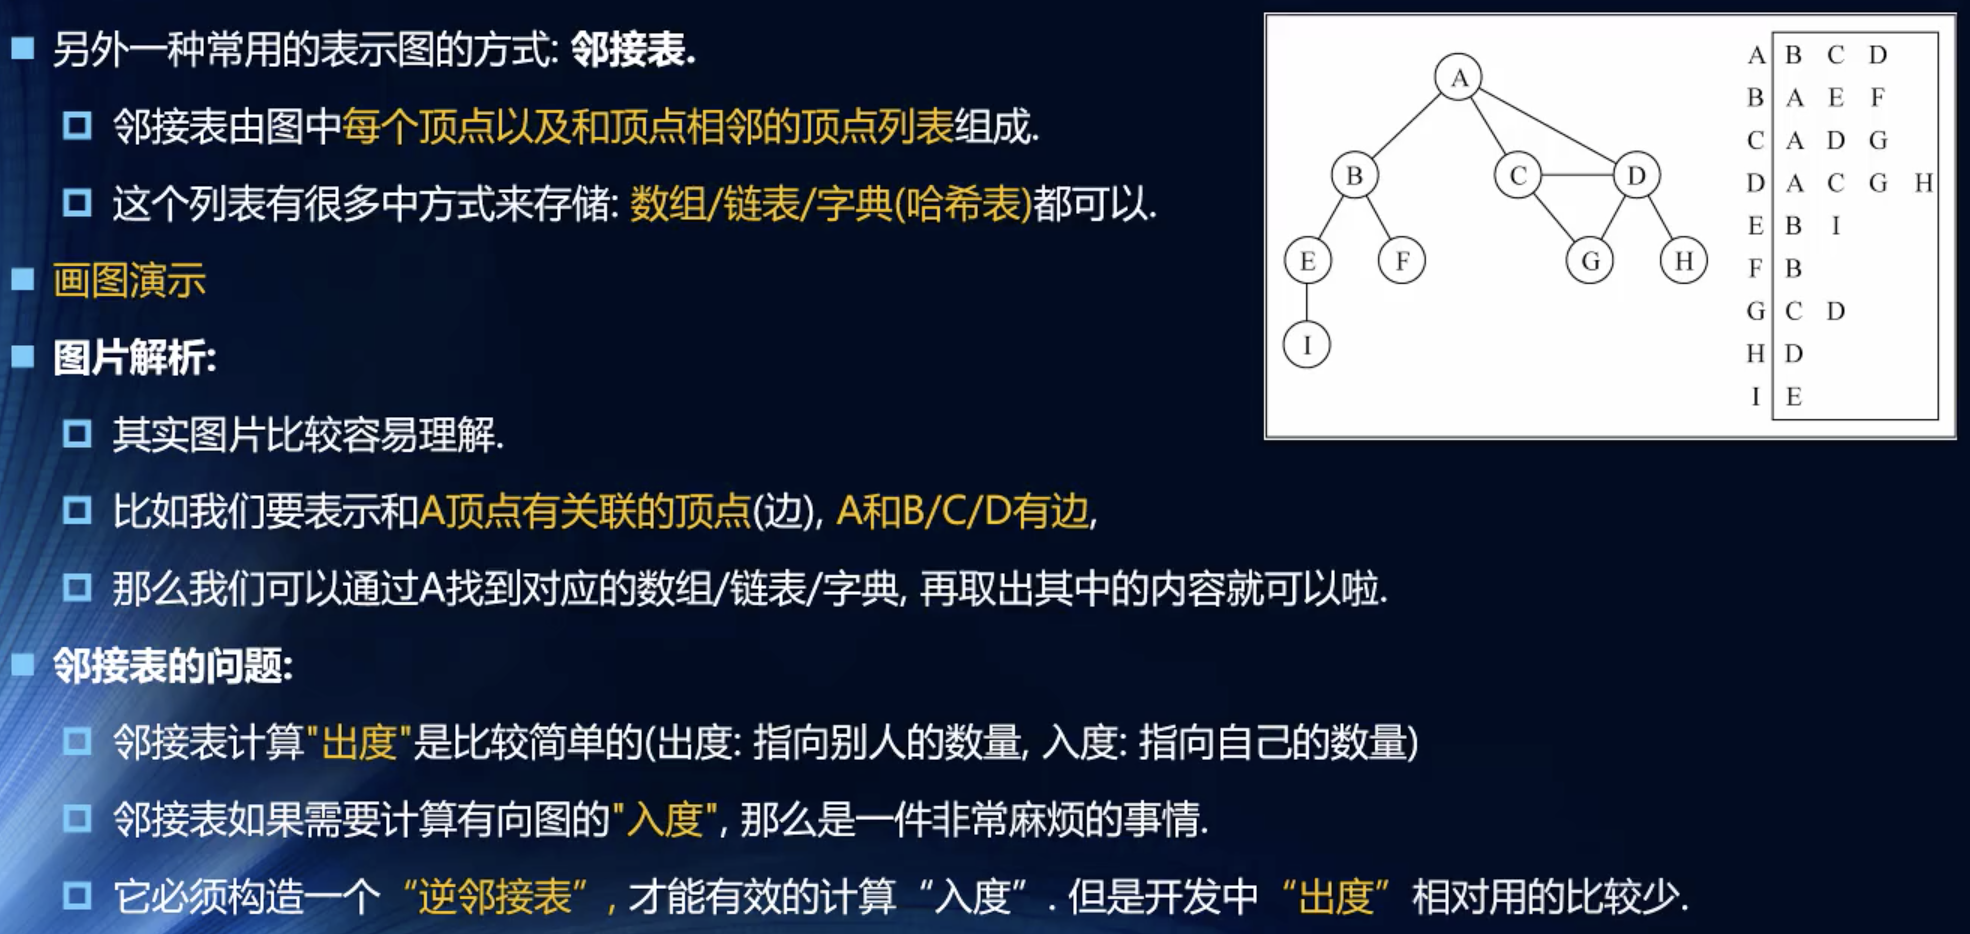 另外一种常用的表示图的方式: 邻接表.
邻接表由图中每个顶点以及和顶点相邻的顶点列表组成.
这个列表有很多中方式来存储: 数组/链表/字典(哈希表)都可以.
画图演示
图片解析:
其实图片比较容易理解.
比如我们要表示和A顶点有关联的顶点(边), A和B/C/D有边,
那么我们可以通过A找到对应的数组/链表/字典, 再取出其中的内容就可以啦.
邻接表的问题:
邻接表计算"出度"是比较简单的(出度: 指向别人的数量, 入度: 指向自己的数量)
邻接表如果需要计算有向图的"入度", 那么是一件非常麻烦的事情.
它必须构造一个“逆邻接表”, 才能有效的计算“入度”. 但是开发中“出度”相对用的比较少.
A
B C D
E F G H
I
A B C D
B A E F
C A D G
D A C G H
E B I
F B
G C D
H D
I E